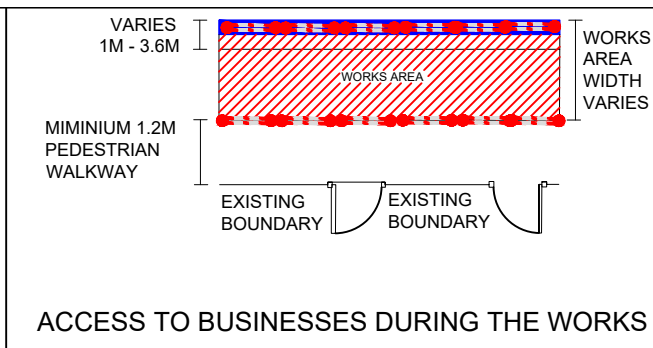 VARIES
1M - 3.6M
WORKS
AREA
WIDTH
VARIES
WORKS AREA
MIMINIUM 1.2M
PEDESTRIAN
WALKWAY
EXISTING
BOUNDARY
EXISTING
BOUNDARY
ACCESS TO BUSINESSES DURING THE WORKS